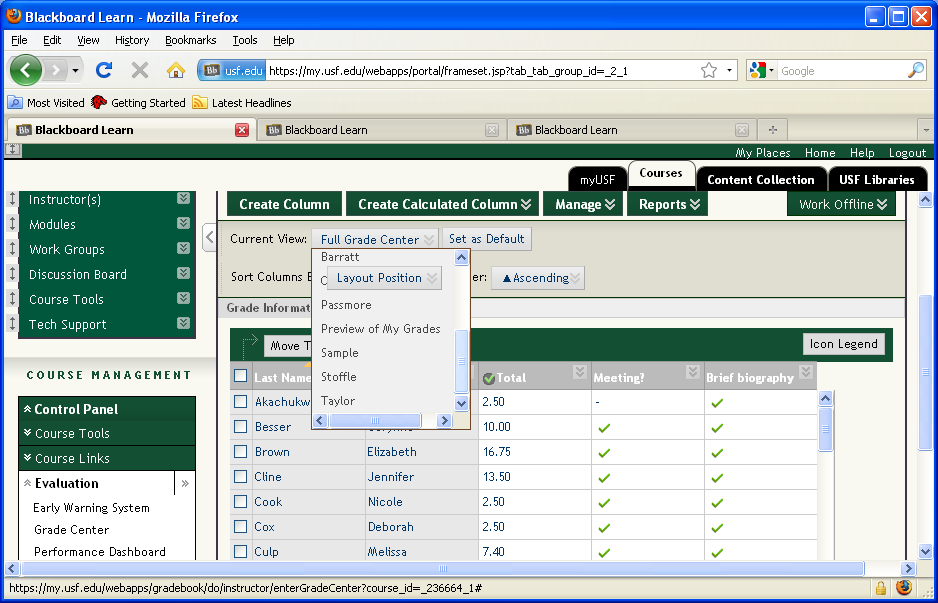 Blackboard Learn - Mozilla Firefox
File Edit View History Bookmarks Tools Help
usf.edu https://my.usf.edu/webapps/portal/frameset.jsp?tab_tab_group_id=_2_1 Google
Most Visited Getting Started Latest Headlines
Blackboard Learn Blackboard Learn Blackboard Learn
My Places Home Help Logout
myUSF Courses Content Collection USF Libraries
Instructor(s)
Modules
Work Groups
Discussion Board
Course Tools
Tech Support
COURSE MANAGEMENT
Control Panel
Course Tools
Course Links
Evaluation
Early Warning System
Grade Center
Performance Dashboard
Create Column Create Calculated Column Manage Reports Work Offline
Current View: Full Grade Center Set as Default
Barratt
Sort Columns Layout Position er: Ascending
Passmore
Preview of My Grades
Sample
Stoffle
Taylor
Grade Informat
Move T Icon Legend
Last Name Total Meeting? Brief biography
Akachukw 2.50 -
Besser 10.00
Brown Elizabeth 16.75
Cline Jennifer 13.50
Cook Nicole 2.50
Cox Deborah 2.50
Culp Melissa 7.40
https://my.usf.edu/webapps/gradebook/do/instructor/enterGradeCenter?course_id=_236664_1#